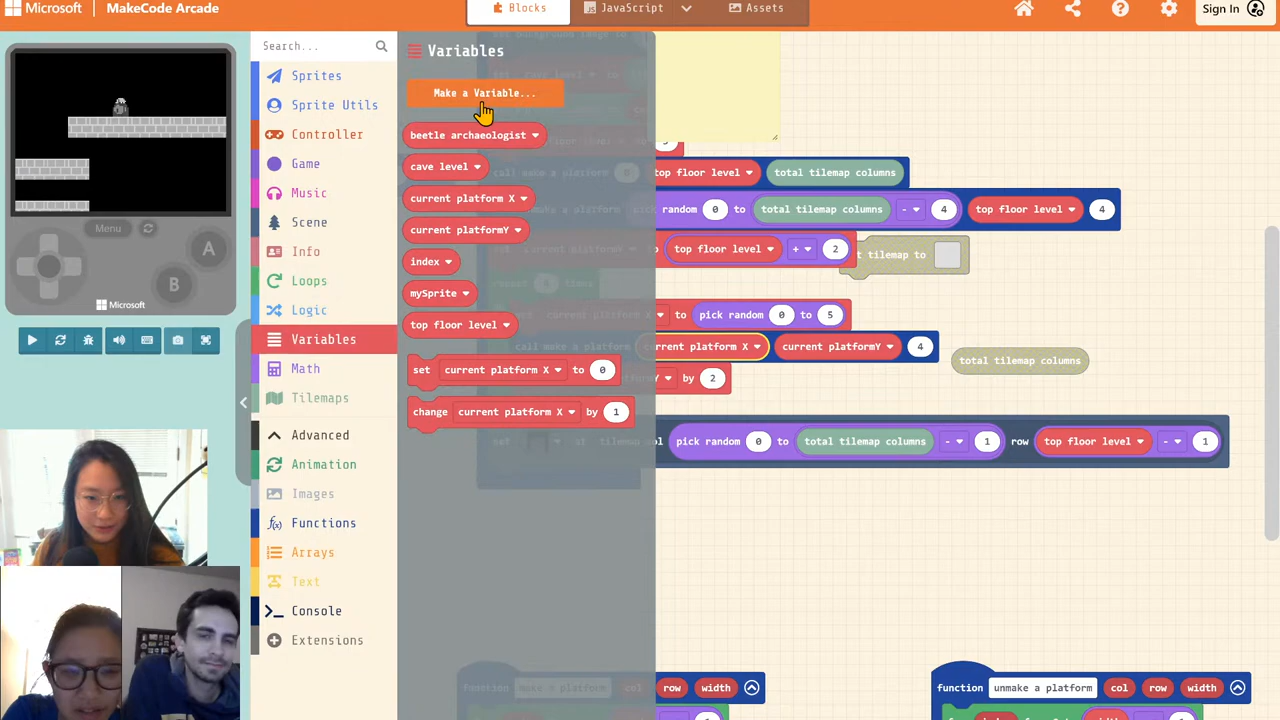 Microsoft MakeCode Arcade Blocks JavaScript Assets Sign In
Search...
Menu
A
B
Microsoft
Sprites
Sprite Utils
Controller
Game
Music
Scene
Info
Loops
Logic
Variables
Math
Tilemaps
Advanced
Animation
Images
Functions
Arrays
Text
Console
Extensions
Variables
Make a Variable...
beetle archaeologist
cave level
current platform X
current platformY
index
mySprite
top floor level
set current platform X to 0
change current platform X by 1
top floor level total tilemap columns
pick random 0 to total tilemap columns - 4 top floor level 4
top floor level + 2
tilemap to
to pick random 0 to 5
current platformY 4
total tilemap columns
by 2
pick random 0 to total tilemap columns - 1 row top floor level - 1
function make a platform col row width
function unmake a platform col row width